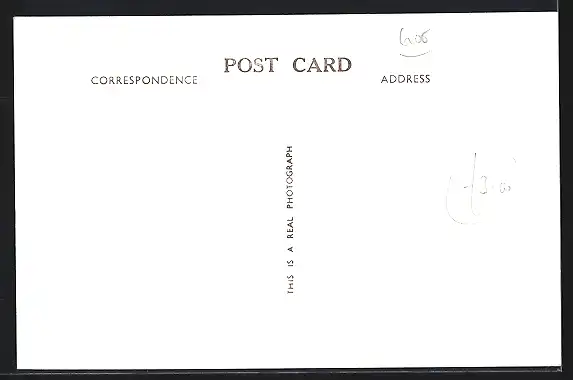 POST CARD
CORRESPONDENCE
ADDRESS
THIS IS A REAL PHOTOGRAPH